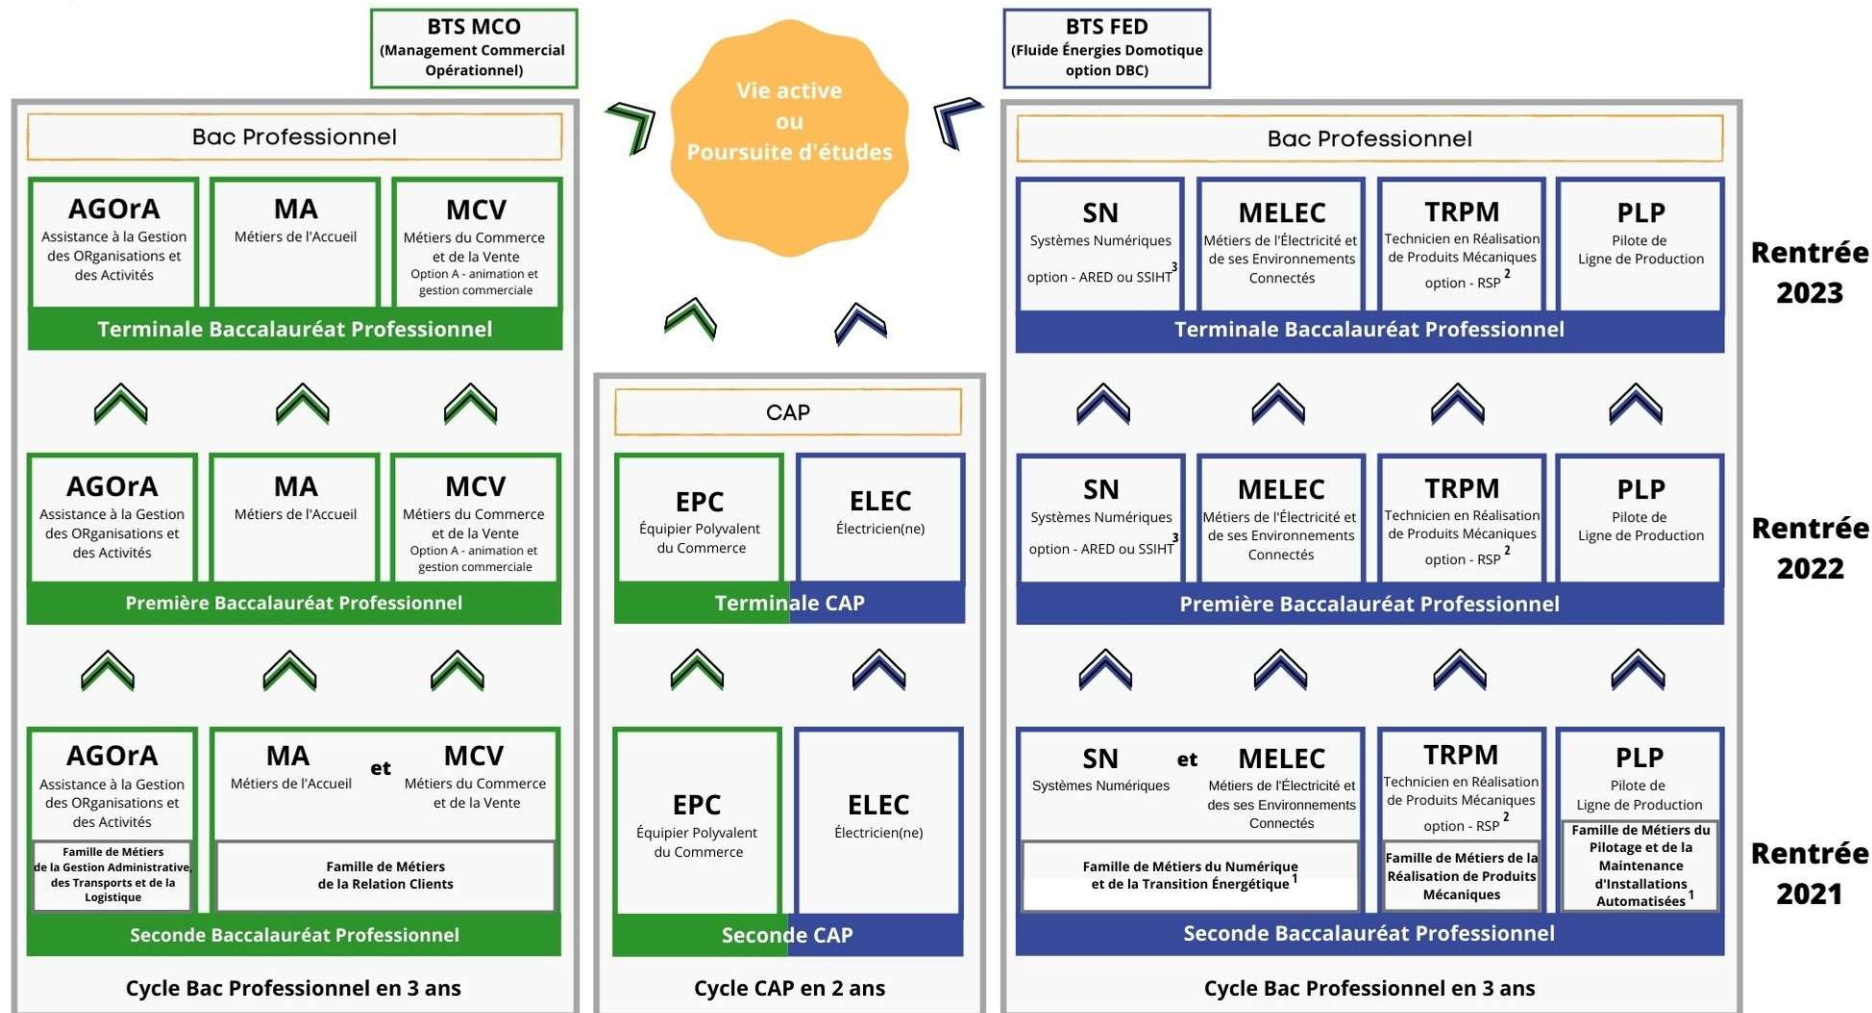 BTS MCO
(Management Commercial
Opérationnel)
BTS FED
(Fluide Énergies Domotique
option DBC)
Vie active
ou
Poursuite d'études
Bac Professionnel
AGOrA
Assistance à la Gestion
des ORganisations et
des Activités
MA
Métiers de l'Accueil
MCV
Métiers du Commerce
et de la Vente
Option A - animation et
gestion commerciale
Terminale Baccalauréat Professionnel
AGOrA
Assistance à la Gestion
des ORganisations et
des Activités
MA
Métiers de l'Accueil
MCV
Métiers du Commerce
et de la Vente
Option A - animation et
gestion commerciale
Première Baccalauréat Professionnel
AGOrA
Assistance à la Gestion
des ORganisations et
des Activités
Famille de Métiers
de la Gestion Administrative,
des Transports et de la
Logistique
MA et MCV
Métiers de l'Accueil
Métiers du Commerce
et de la Vente
Famille de Métiers
de la Relation Clients
Seconde Baccalauréat Professionnel
Cycle Bac Professionnel en 3 ans
CAP
EPC
Équipier Polyvalent
du Commerce
ELEC
Électricien(ne)
Terminale CAP
EPC
Équipier Polyvalent
du Commerce
ELEC
Électricien(ne)
Seconde CAP
Cycle CAP en 2 ans
Bac Professionnel
SN
Systèmes Numériques
option - ARED ou SSIHT 3
MELEC
Métiers de l'Électricité et
de ses Environnements
Connectés
TRPM
Technicien en Réalisation
de Produits Mécaniques
option - RSP 2
PLP
Pilote de
Ligne de Production
Terminale Baccalauréat Professionnel
Rentrée
2023
SN
Systèmes Numériques
option - ARED ou SSIHT 3
MELEC
Métiers de l'Électricité et
de ses Environnements
Connectés
TRPM
Technicien en Réalisation
de Produits Mécaniques
option - RSP 2
PLP
Pilote de
Ligne de Production
Première Baccalauréat Professionnel
Rentrée
2022
SN et MELEC
Systèmes Numériques
Métiers de l'Électricité et
des ses Environnements
Connectés
Famille de Métiers du Numérique
et de la Transition Énergétique 1
TRPM
Technicien en Réalisation
de Produits Mécaniques
option - RSP 2
Famille de Métiers de la
Réalisation de Produits
Mécaniques
PLP
Pilote de
Ligne de Production
Famille de Métiers du
Pilotage et de la
Maintenance
d'Installations
Automatisées 1
Seconde Baccalauréat Professionnel
Rentrée
2021
Cycle Bac Professionnel en 3 ans